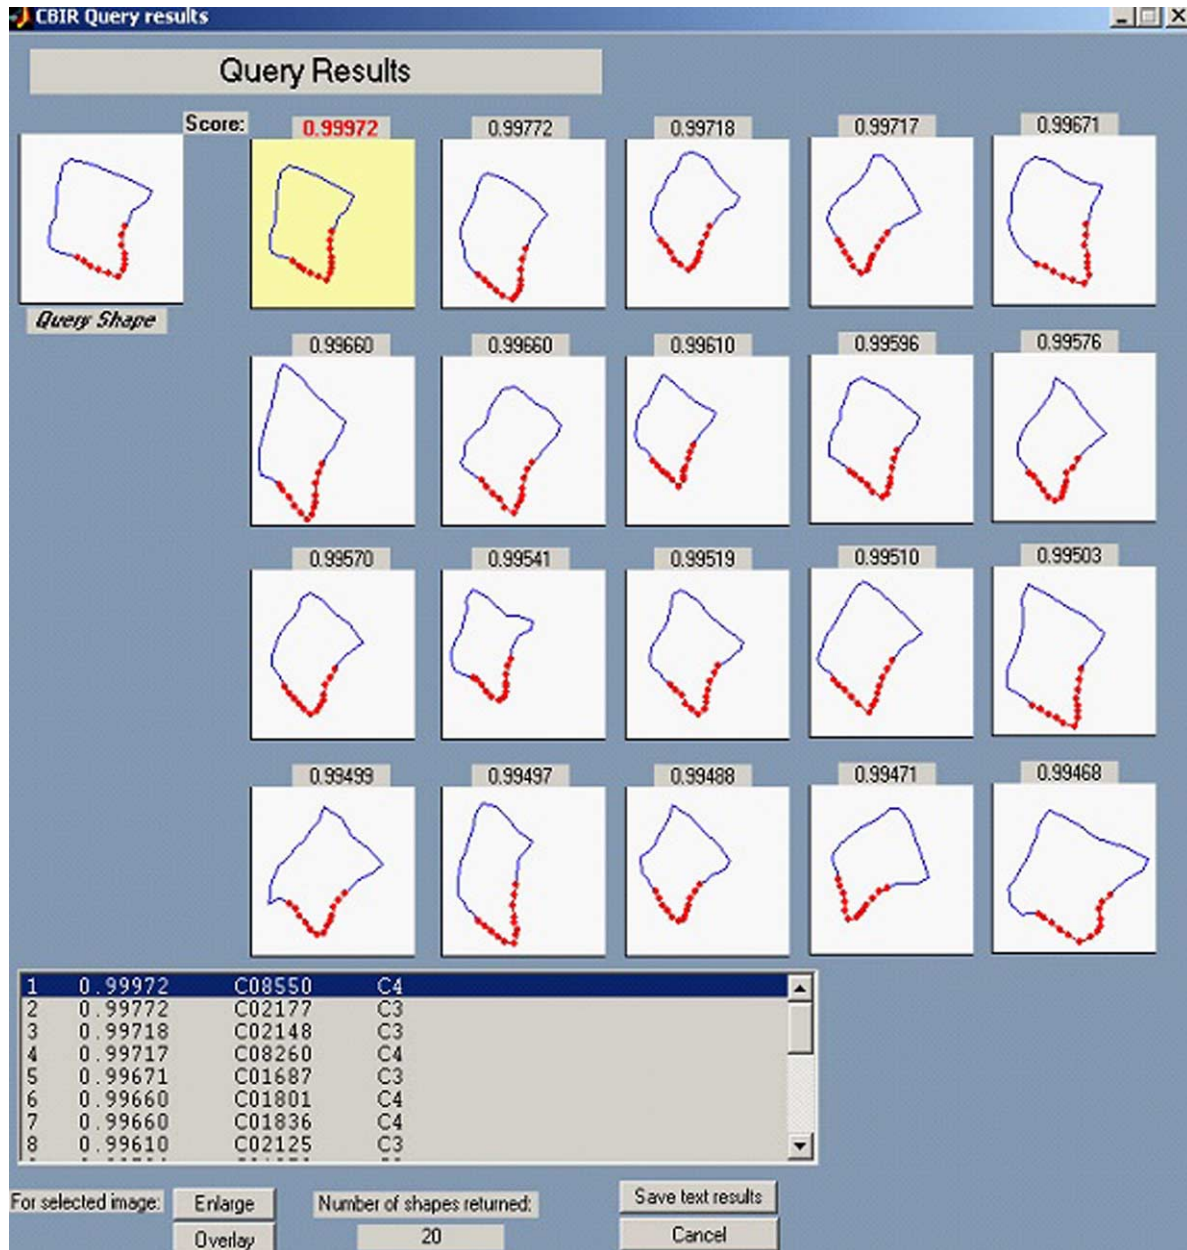 CBIR Query results
Query Results
Score: 0.99972 0.99772 0.99718 0.99717 0.99671
Query Shape
0.99660 0.99660 0.99610 0.99596 0.99576
0.99570 0.99541 0.99519 0.99510 0.99503
0.99499 0.99497 0.99488 0.99471 0.99468
1 0.99972 C08550 C4
2 0.99772 C02177 C3
3 0.99718 C02148 C3
4 0.99717 C08260 C4
5 0.99671 C01687 C3
6 0.99660 C01801 C4
7 0.99660 C01836 C4
8 0.99610 C02125 C3
For selected image: Enlarge Number of shapes returned: Save text results
Overlay 20 Cancel